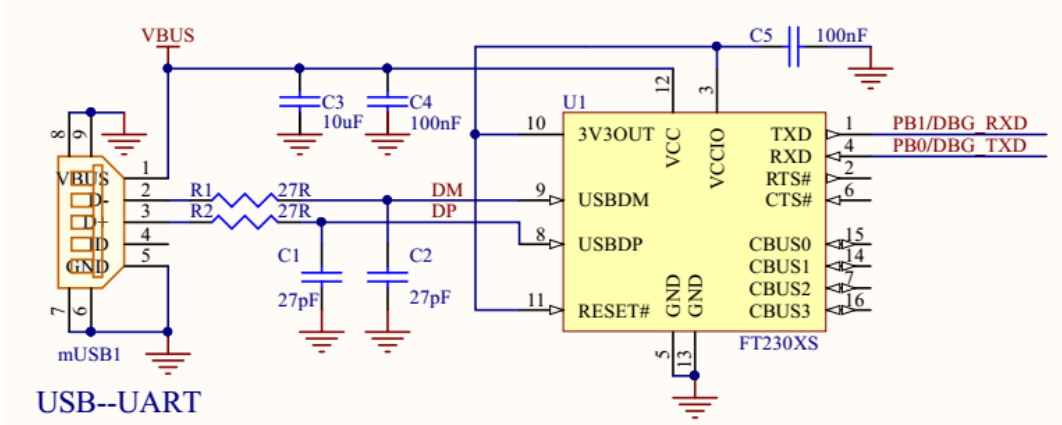 VBUS
C5
100nF
12
3
U1
C3
10uF
C4
100nF
8
9
10
3V3OUT
VCC
VCCIO
TXD
1
PB1/DBG_RXD
RXD
4
PB0/DBG_TXD
RTS#
2
CTS#
6
VBUS
1
D-
2
R1
27R
DM
9
USBDM
D+
3
R2
27R
DP
8
USBDP
ID
4
GND
5
C1
27pF
C2
27pF
CBUS0
15
CBUS1
14
CBUS2
7
CBUS3
16
11
RESET#
GND
GND
7
6
5
13
mUSB1
FT230XS
USB--UART